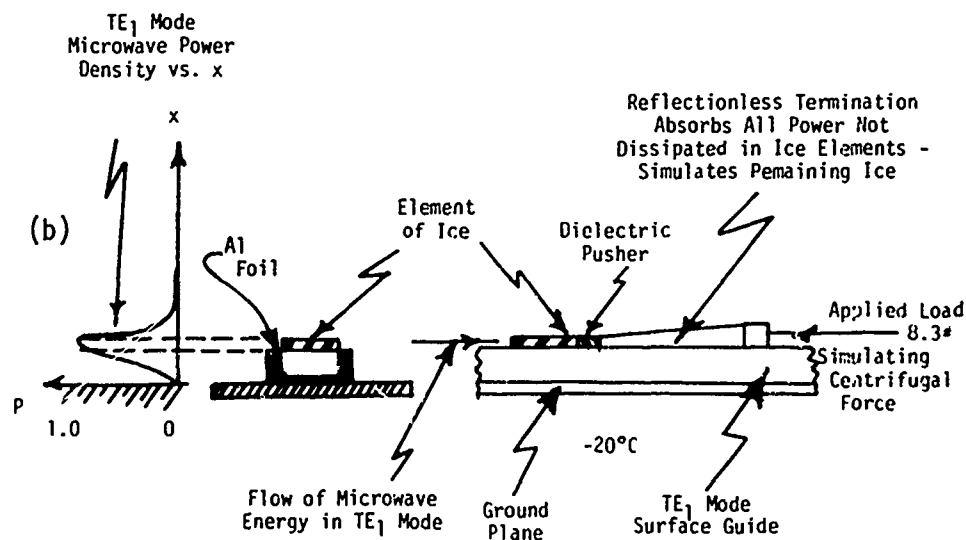 TE1 Mode
Microwave Power
Density vs. x
x
Reflectionless Termination
Absorbs All Power Not
Dissipated in Ice Elements -
Simulates Pemaining Ice
(b)
Element
of Ice
Dielectric
Pusher
Al
Foil
Applied Load
8.3#
Simulating
Centrifugal
Force
P
1.0
0
-20°C
Flow of Microwave
Energy in TE1 Mode
Ground
Plane
TE1 Mode
Surface Guide